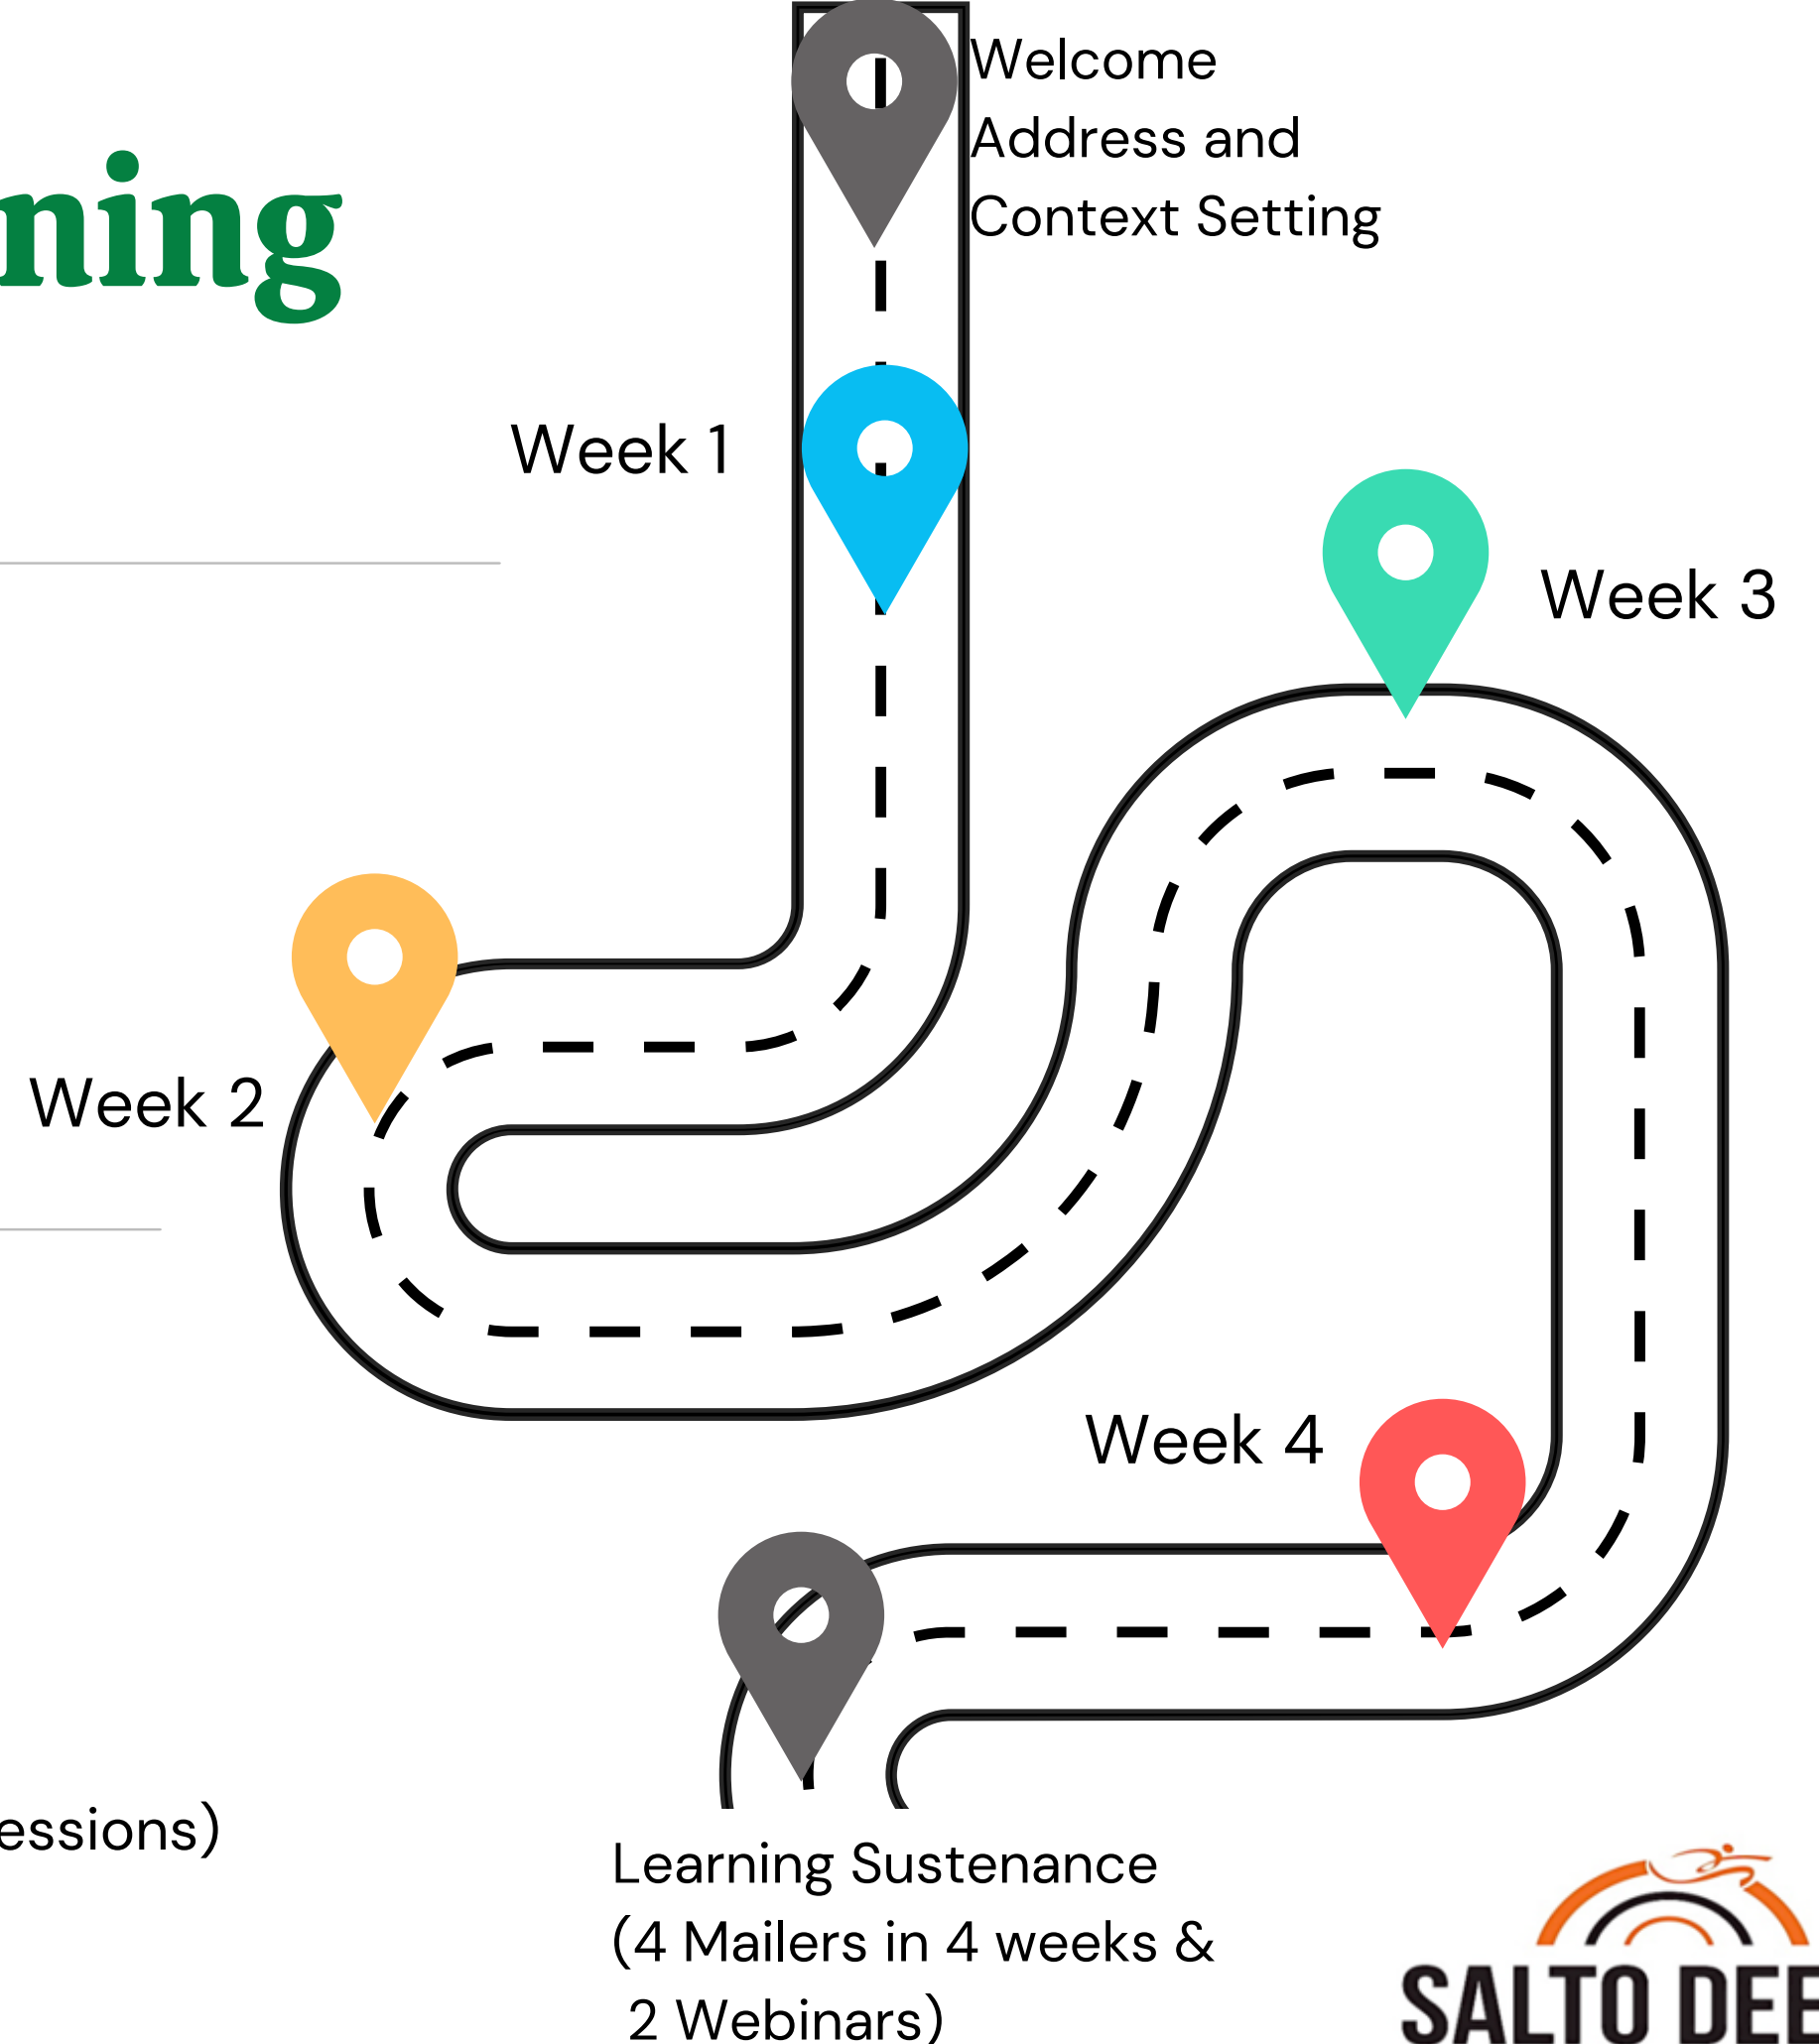 Welcome
Address and
Context Setting
ning
Week 1
Week 3
Week 2
Week 4
essions)
Learning Sustenance
(4 Mailers in 4 weeks &
2 Webinars)
SALTO DEE